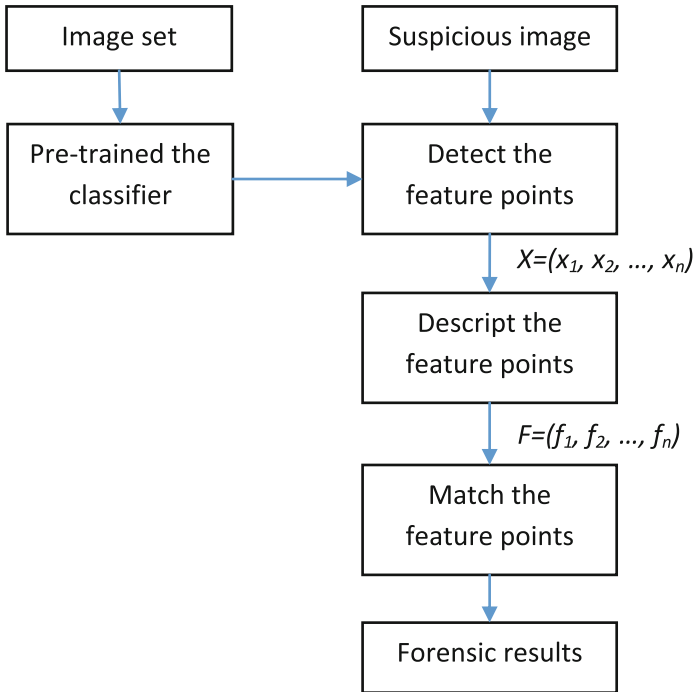 Image set
Suspicious image
Pre-trained the
classifier
Detect the
feature points
X=(x1, x2, ..., xn)
Descript the
feature points
F=(f1, f2, ..., fn)
Match the
feature points
Forensic results